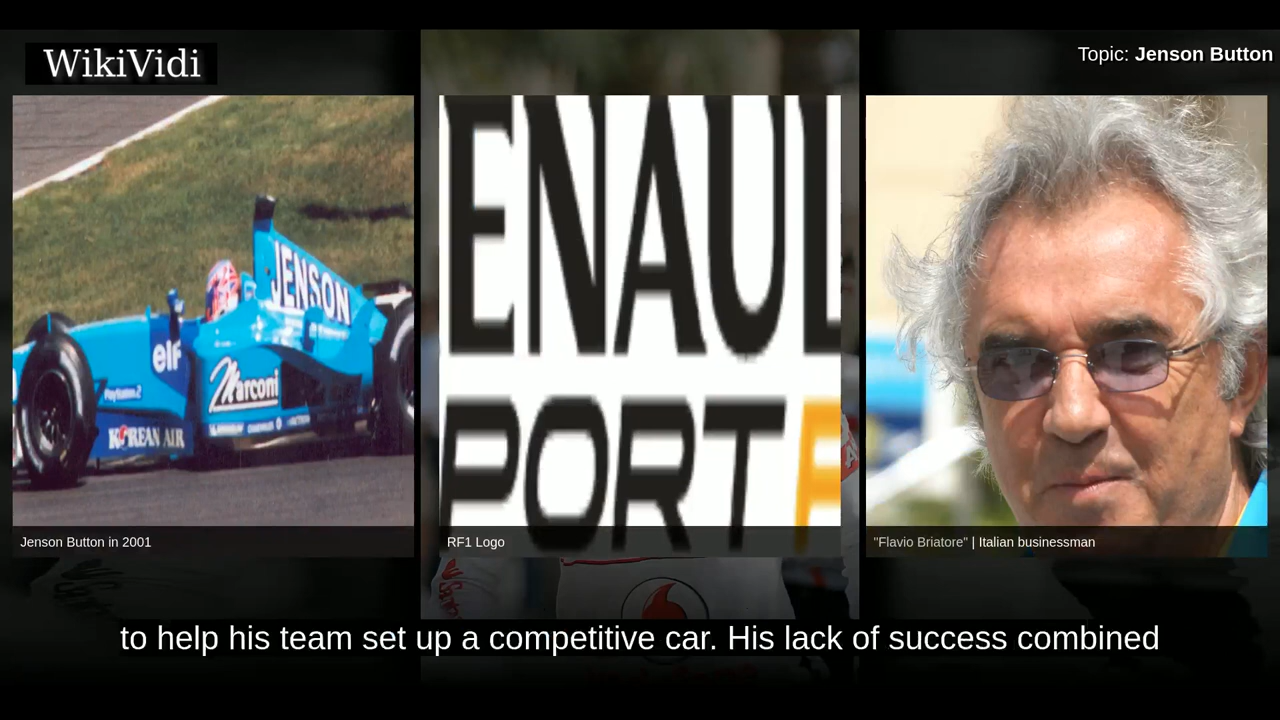 WikiVidi
Topic: Jenson Button
JENSON
elf
Marconi
PlayStation 2
KOREAN AIR
ENAUL
PORT F
Jenson Button in 2001
RF1 Logo
"Flavio Briatore" | Italian businessman
to help his team set up a competitive car. His lack of success combined